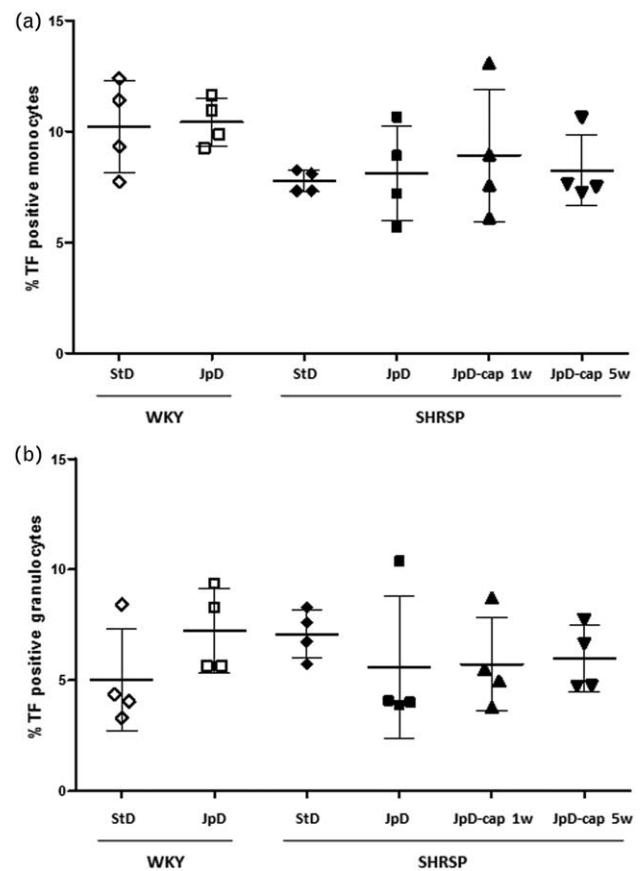 (a)
15
10
5
0
% TF positive monocytes
StD JpD StD JpD JpD-cap 1w JpD-cap 5w
WKY SHRSP
(b)
15
10
5
0
% TF positive granulocytes
StD JpD StD JpD JpD-cap 1w JpD-cap 5w
WKY SHRSP